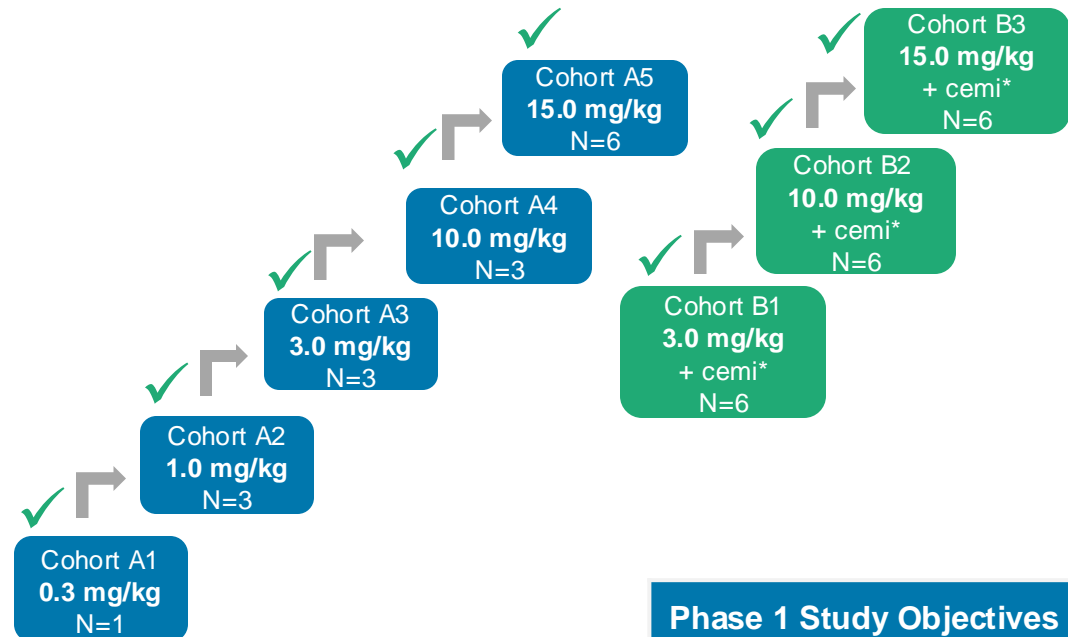 Cohort A5
15.0 mg/kg
N=6
Cohort B3
15.0 mg/kg
+ cemi*
N=6
Cohort A4
10.0 mg/kg
N=3
Cohort B2
10.0 mg/kg
+ cemi*
N=6
Cohort A3
3.0 mg/kg
N=3
Cohort B1
3.0 mg/kg
+ cemi*
N=6
Cohort A2
1.0 mg/kg
N=3
Cohort A1
0.3 mg/kg
N=1
Phase 1 Study Objectives